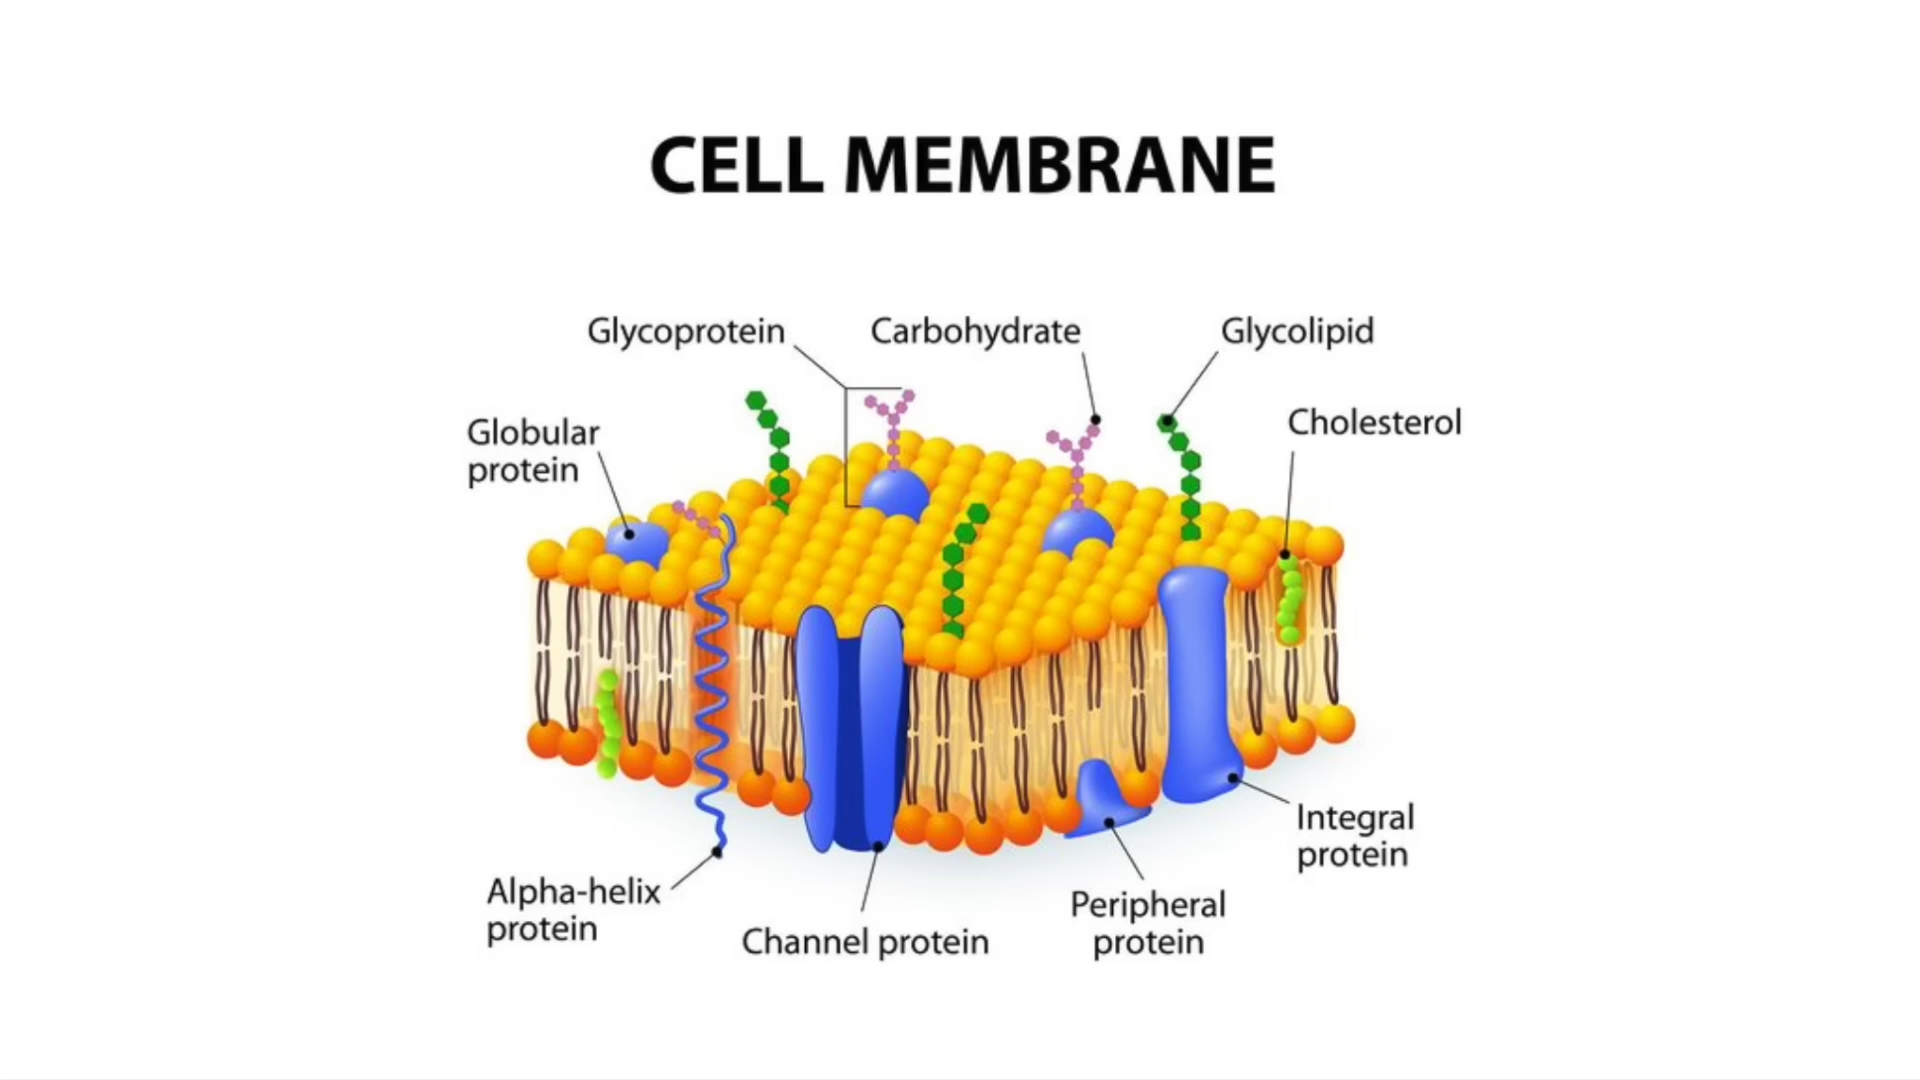 CELL MEMBRANE
Glycoprotein
Carbohydrate
Glycolipid
Globular
protein
Cholesterol
Integral
protein
Alpha-helix
protein
Channel protein
Peripheral
protein